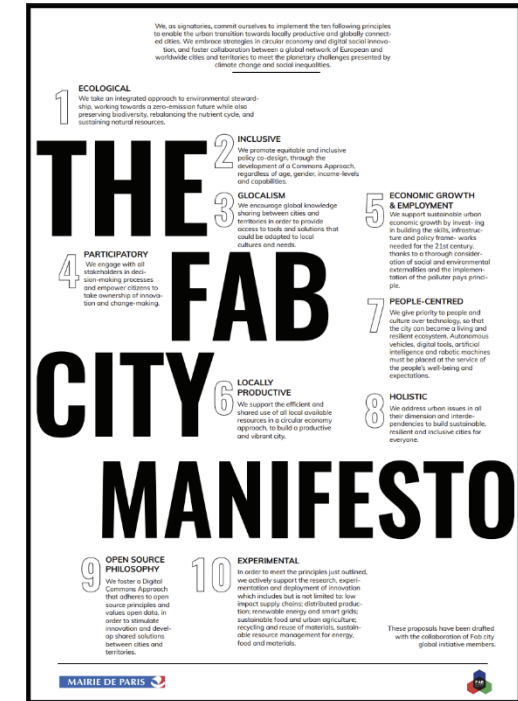 We, as signatories, commit ourselves to implement the ten following principles
to enable the urban transition towards locally productive and globally connect-
ed cities. We embrace strategies in circular economy and digital social innova-
tion, and foster collaboration between a global network of European and
worldwide cities and territories to meet the planetary challenges presented by
climate change and social inequalities.
1
ECOLOGICAL
We take an integrated approach to environmental steward-
ship, working towards a zero-emission future while also
preserving biodiversity, rebalancing the nutrient cycle, and
sustaining natural resources.
THE
2
INCLUSIVE
We promote equitable and inclusive
policy co-design, through the
development of a Commons Approach,
regardless of age, gender, income-levels
and capabilities.
3
GLOCALISM
We encourage global knowledge
sharing between cities and
territories in order to provide
access to tools and solutions that
could be adapted to local
cultures and needs.
4
PARTICIPATORY
We engage with all
stakeholders in deci-
sion-making processes
and empower citizens to
take ownership of innova-
tion and change-making.
FAB
5
ECONOMIC GROWTH
& EMPLOYMENT
We support sustainable urban
economic growth by invest- ing
in building the skills, infrastruc-
ture and policy frame- works
needed for the 21st century,
thanks to a thorough consider-
ation of social and environmental
externalities and the implemen-
tation of the polluter pays princi-
ple.
CITY
6
LOCALLY
PRODUCTIVE
We support the efficient and
shared use of all local available
resources in a circular economy
approach, to build a productive
and vibrant city.
7
PEOPLE-CENTRED
We give priority to people and
culture over technology, so that
the city can become a living and
resilient ecosystem. Autonomous
vehicles, digital tools, artificial
intelligence and robotic machines
must be placed at the service of
the people's well-being and
expectations.
8
HOLISTIC
We address urban issues in all
their dimension and interde-
pendencies to build sustainable,
resilient and inclusive cities for
everyone.
MANIFESTO
9
OPEN SOURCE
PHILOSOPHY
We foster a Digital
Commons Approach
that adheres to open
source principles and
values open data, in
order to stimulate
innovation and devel-
op shared solutions
between cities and
territories.
10
EXPERIMENTAL
In order to meet the principles just outlined,
we actively support the research, experi-
mentation and deployment of innovation
which includes but is not limited to: low
impact supply chains; distributed produc-
tion; renewable energy and smart grids;
sustainable food and urban agriculture;
recycling and reuse of materials, sustain-
able resource management for energy,
food and materials.
These proposals have been drafted
with the collaboration of Fab city
global initiative members.
MAIRIE DE PARIS
FAB